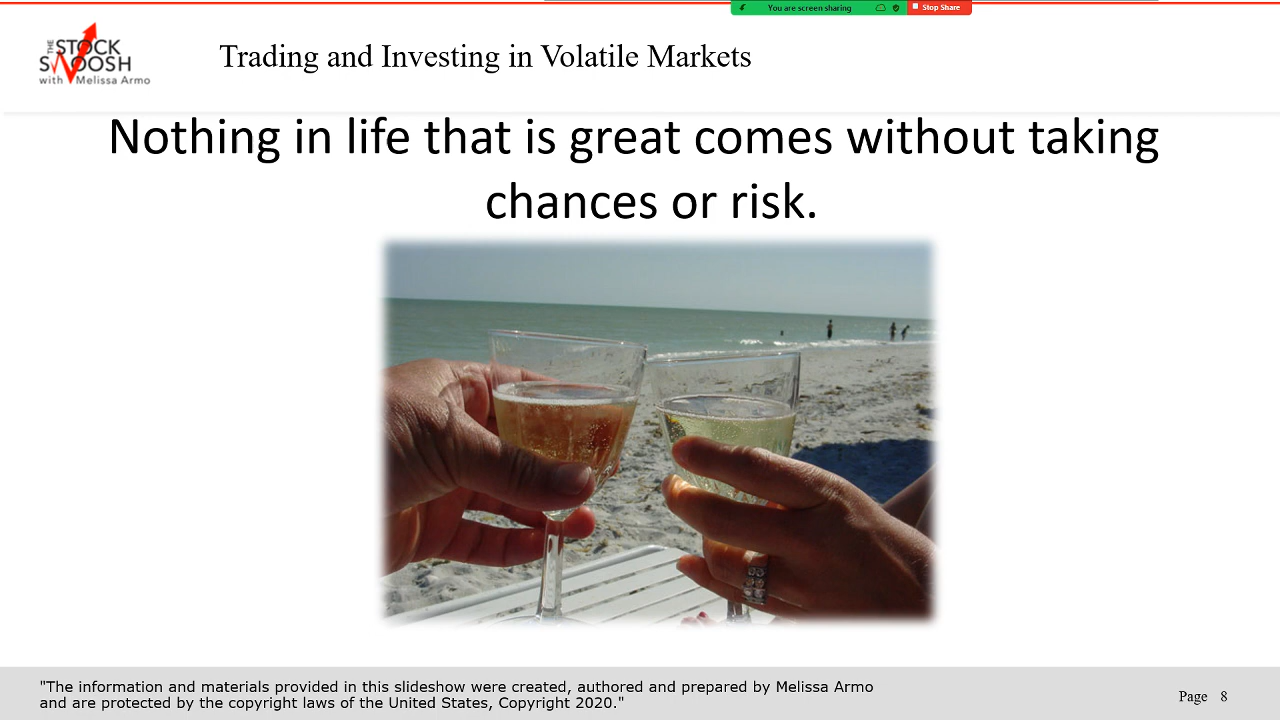 You are screen sharing
Stop Share
THE
STOCK
SWOOSH
with Melissa Armo
Trading and Investing in Volatile Markets
Nothing in life that is great comes without taking
chances or risk.
"The information and materials provided in this slideshow were created, authored and prepared by Melissa Armo
and are protected by the copyright laws of the United States, Copyright 2020."
Page 8